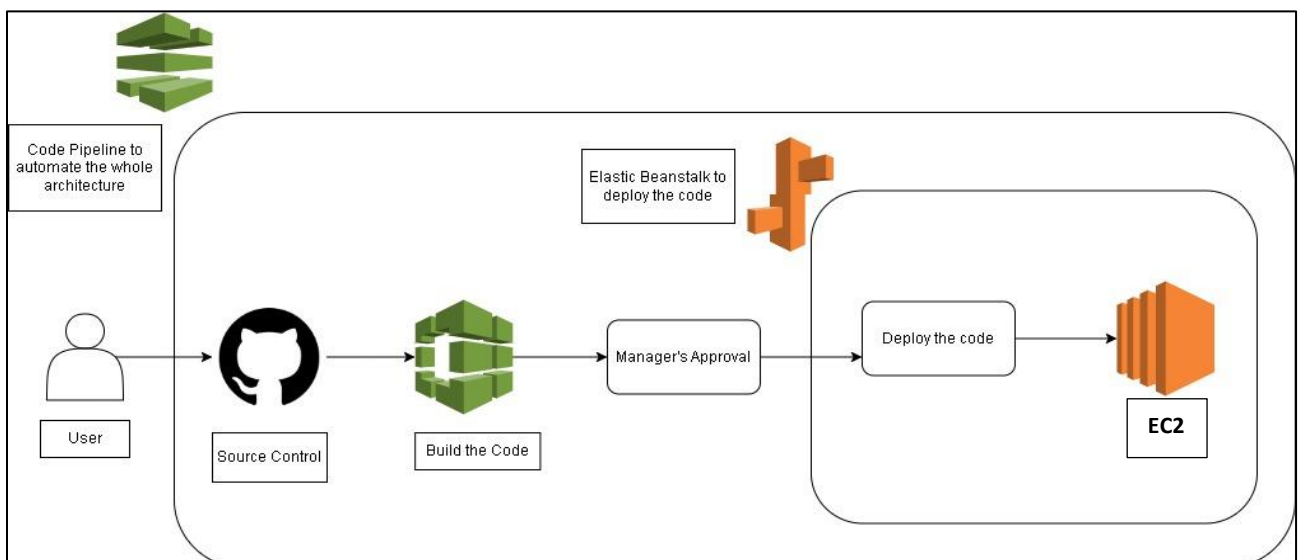 Code Pipeline to
automate the whole
architecture
Elastic Beanstalk to
deploy the code
Manager's Approval
Deploy the code
User
Source Control
Build the Code
EC2